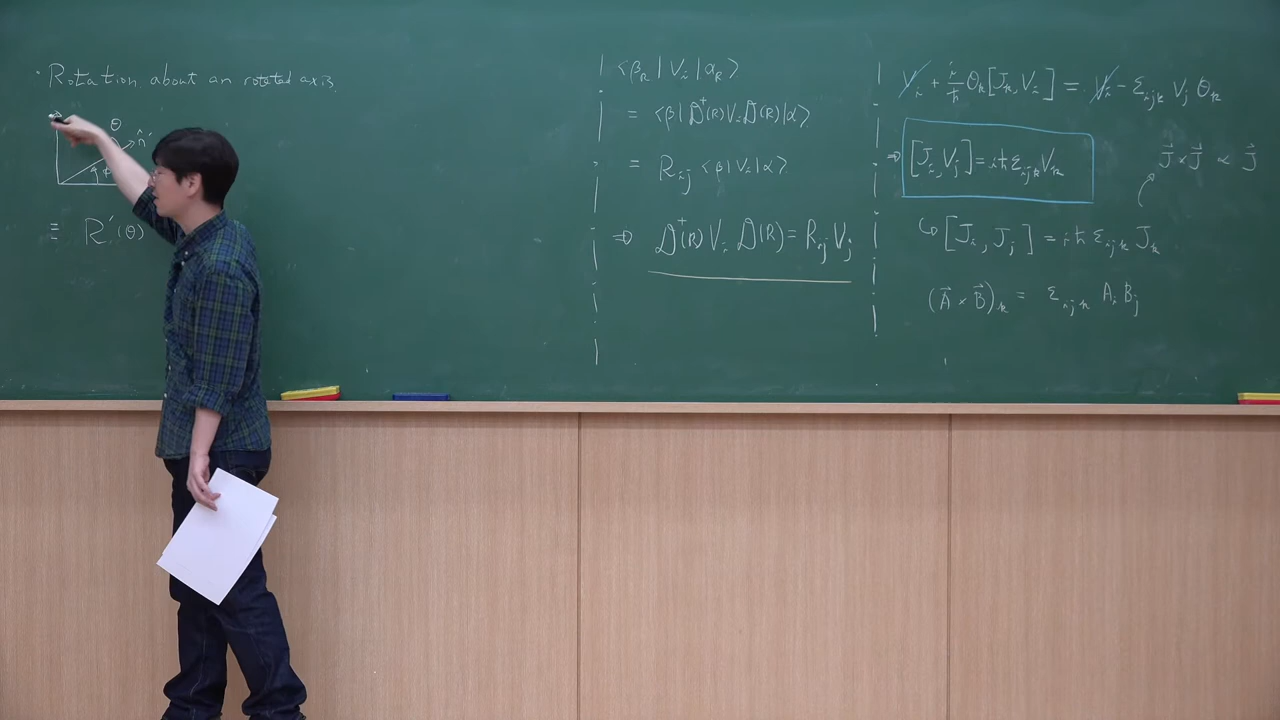 · Rotation about an rotated axis.
θ
n̂′
φ
≡ R′(θ)
⟨β_R | V_i | α_R⟩
= ⟨β | D⁺(R) V_i D(R) | α⟩
= R_ij ⟨β | V_i | α⟩
⇒ D⁺(R) V_i D(R) = R_ij V_j
V_i + i/ħ θ_k [J_k, V_i] = V_i - ε_ijk V_j θ_k
⇒ [J_i, V_j] = iħ ε_ijk V_k
J⃗ × J⃗ ∝ J⃗
↪ [J_i, J_j] = iħ ε_ijk J_k
(A⃗ × B⃗)_k = ε_ijk A_i B_j